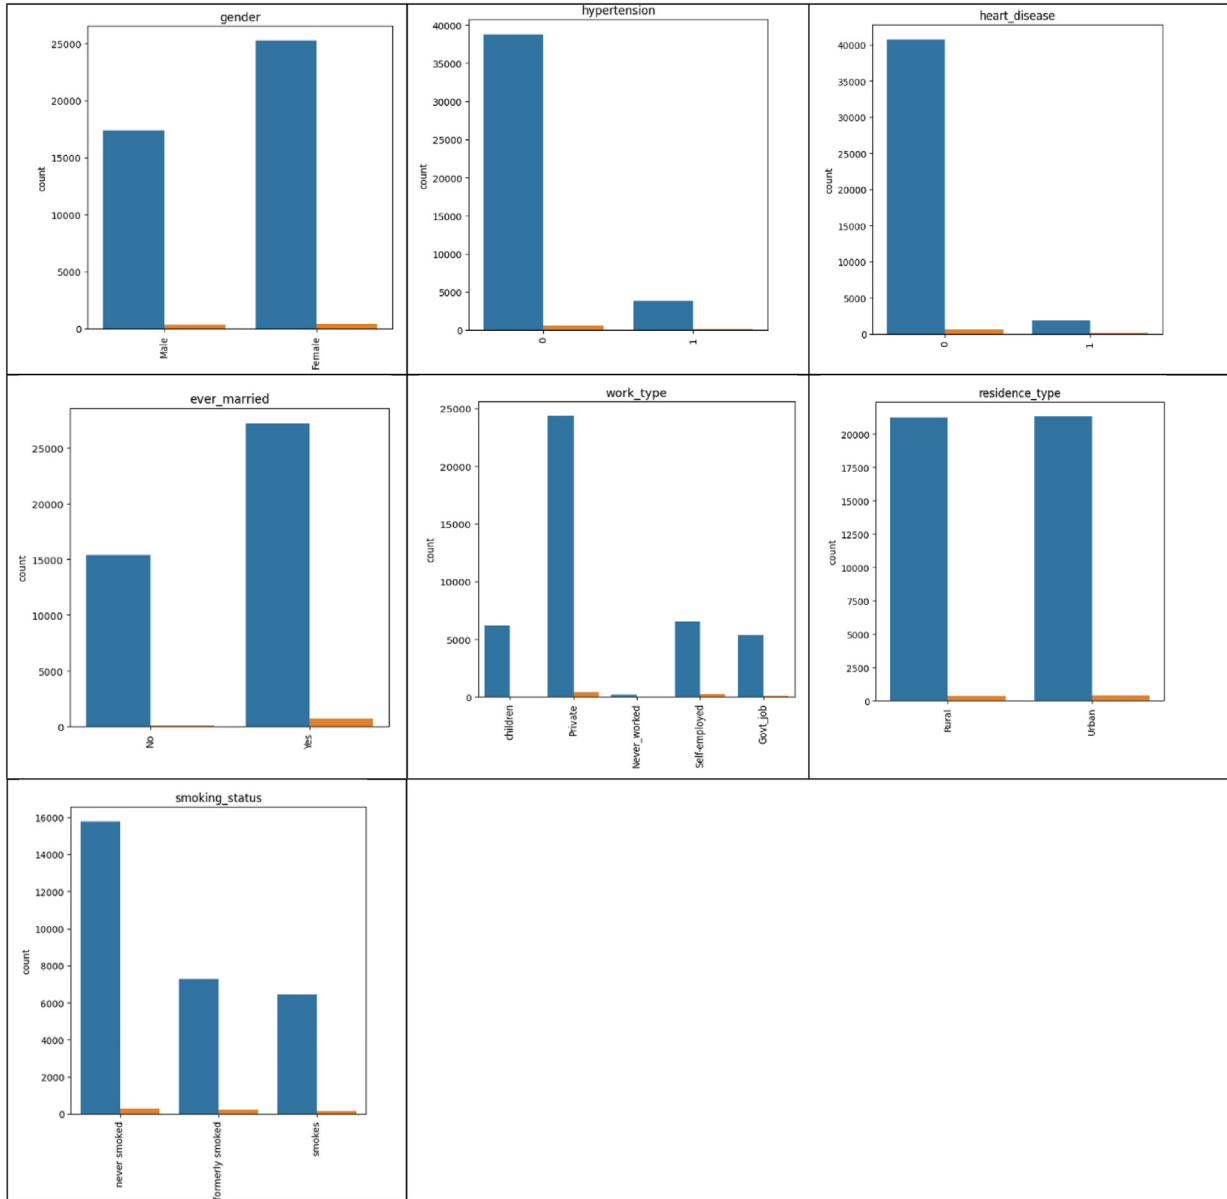 gender
25000
20000
15000
10000
5000
0
count
Male
Female
hypertension
40000
35000
30000
25000
20000
15000
10000
5000
0
count
0
1
heart_disease
40000
35000
30000
25000
20000
15000
10000
5000
0
count
0
1
ever_married
25000
20000
15000
10000
5000
0
count
No
Yes
work_type
25000
20000
15000
10000
5000
0
count
children
Private
Never_worked
Self-employed
Govt_job
residence_type
20000
17500
15000
12500
10000
7500
5000
2500
0
count
Rural
Urban
smoking_status
16000
14000
12000
10000
8000
6000
4000
2000
0
count
never smoked
formerly smoked
smokes